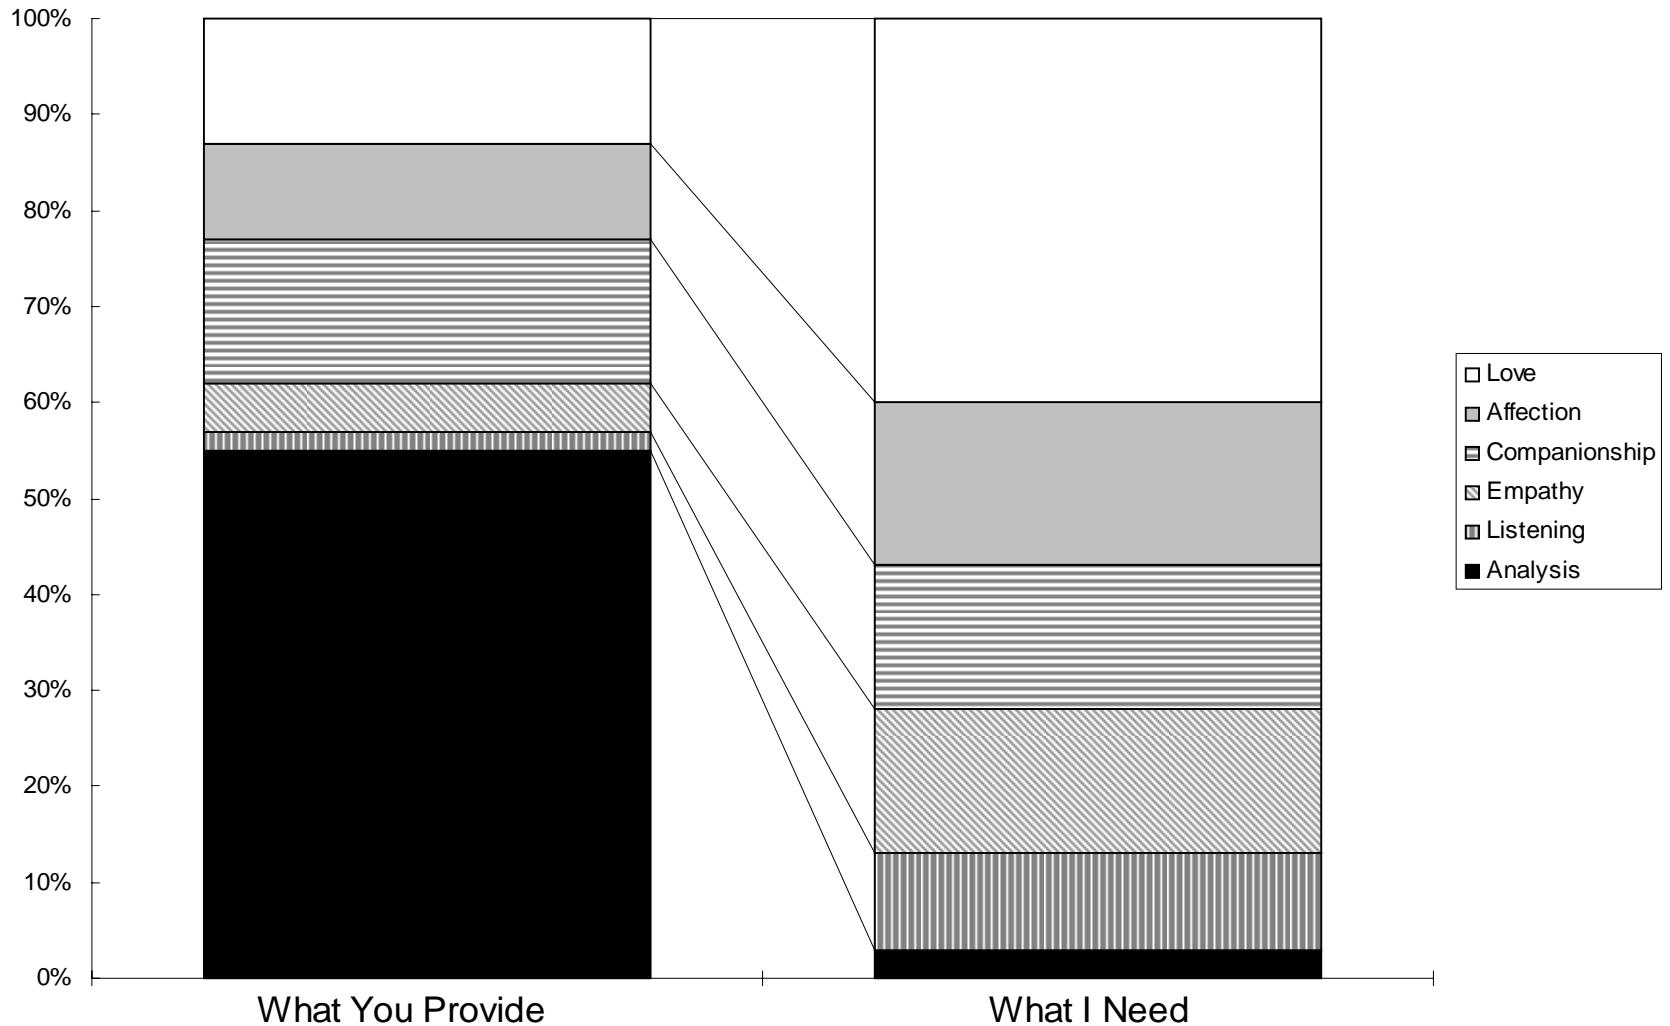 100%
90%
80%
70%
60%
50%
40%
30%
20%
10%
0%
What You Provide
What I Need
Love
Affection
Companionship
Empathy
Listening
Analysis